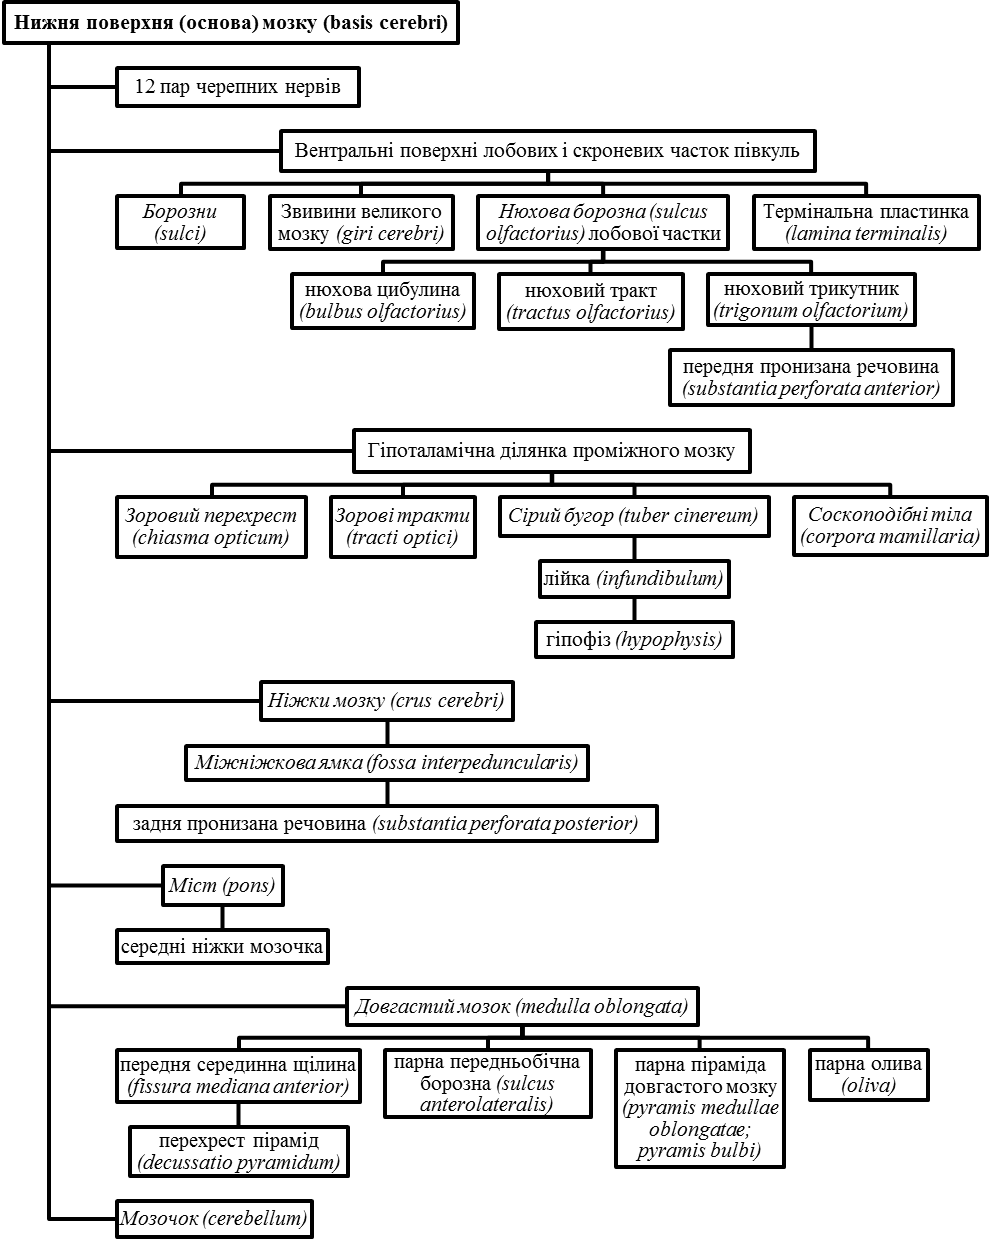 Нижня поверхня (основа) мозку (basis cerebri)
12 пар черепних нервів
Вентральні поверхні лобових і скроневих часток півкуль
Борозни
(sulci)
Звивини великого
мозку (giri cerebri)
Нюхова борозна (sulcus
olfactorius) лобової частки
Термінальна пластинка
(lamina terminalis)
нюхова цибулина
(bulbus olfactorius)
нюховий тракт
(tractus olfactorius)
нюховий трикутник
(trigonum olfactorium)
передня пронизана речовина
(substantia perforata anterior)
Гіпоталамічна ділянка проміжного мозку
Зоровий перехрест
(chiasma opticum)
Зорові тракти
(tracti optici)
Сірий бугор (tuber cinereum)
Соскоподібні тіла
(corpora mamillaria)
лійка (infundibulum)
гіпофіз (hypophysis)
Ніжки мозку (crus cerebri)
Міжніжкова ямка (fossa interpeduncularis)
задня пронизана речовина (substantia perforata posterior)
Міст (pons)
середні ніжки мозочка
Довгастий мозок (medulla oblongata)
передня серединна щілина
(fissura mediana anterior)
парна передньобічна
борозна (sulcus
anterolateralis)
парна піраміда
довгастого мозку
(pyramis medullae
oblongatae;
pyramis bulbi)
парна олива
(oliva)
перехрест пірамід
(decussatio pyramidum)
Мозочок (cerebellum)